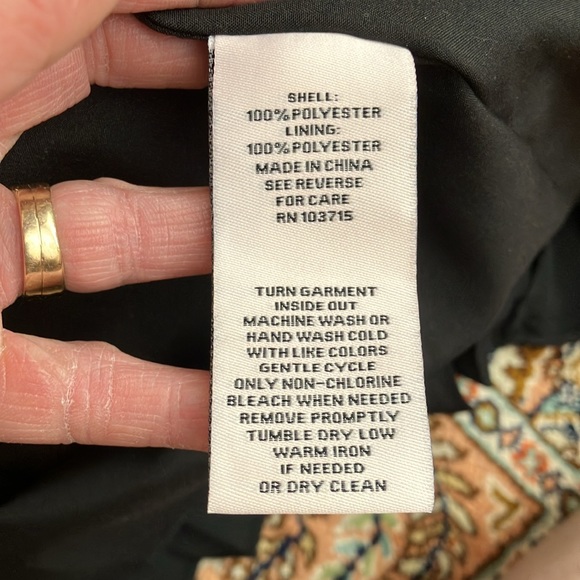 SHELL:
100% POLYESTER
LINING:
100% POLYESTER
MADE IN CHINA
SEE REVERSE
FOR CARE
RN 103715
TURN GARMENT
INSIDE OUT
MACHINE WASH OR
HAND WASH COLD
WITH LIKE COLORS
GENTLE CYCLE
ONLY NON-CHLORINE
BLEACH WHEN NEEDED
REMOVE PROMPTLY
TUMBLE DRY LOW
WARM IRON
IF NEEDED
OR DRY CLEAN